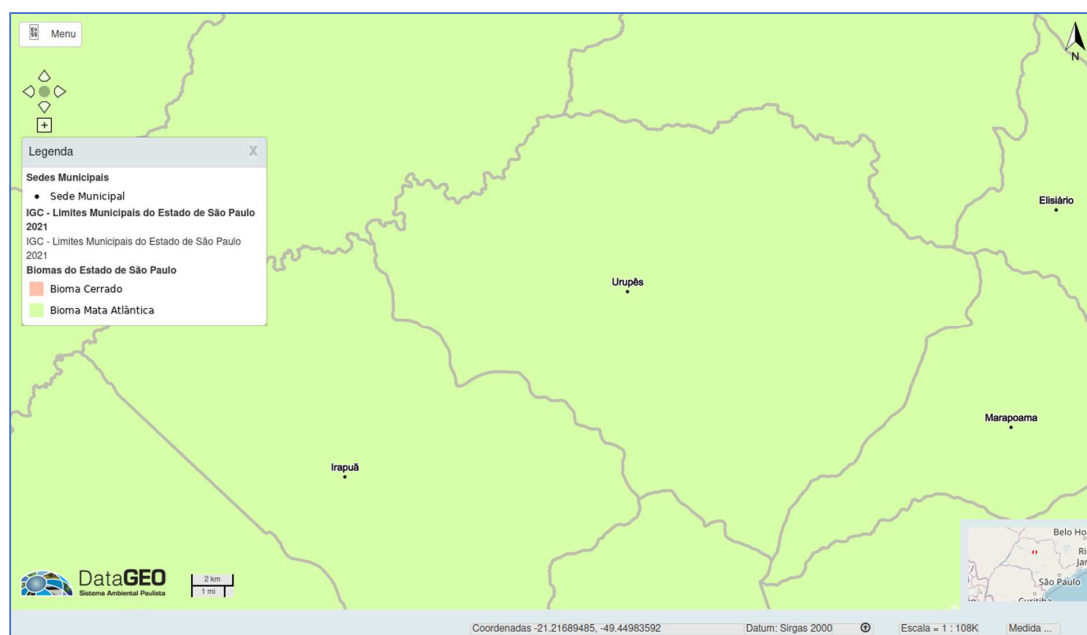 Menu
N
Legenda X
Sedes Municipais
Sede Municipal
IGC - Limites Municipais do Estado de São Paulo
2021
IGC - Limites Municipais do Estado de São Paulo
2021
Biomas do Estado de São Paulo
Bioma Cerrado
Bioma Mata Atlântica
Elisiário
Urupês
Marapoama
Irapuã
Belo Ho
Ri
Jar
São Paulo
Curitiba
DataGEO
Sistema Ambiental Paulista
2 km
1 mi
Coordenadas -21.21689485, -49.44983592 Datum: Sirgas 2000 Escala = 1 : 108K Medida ...